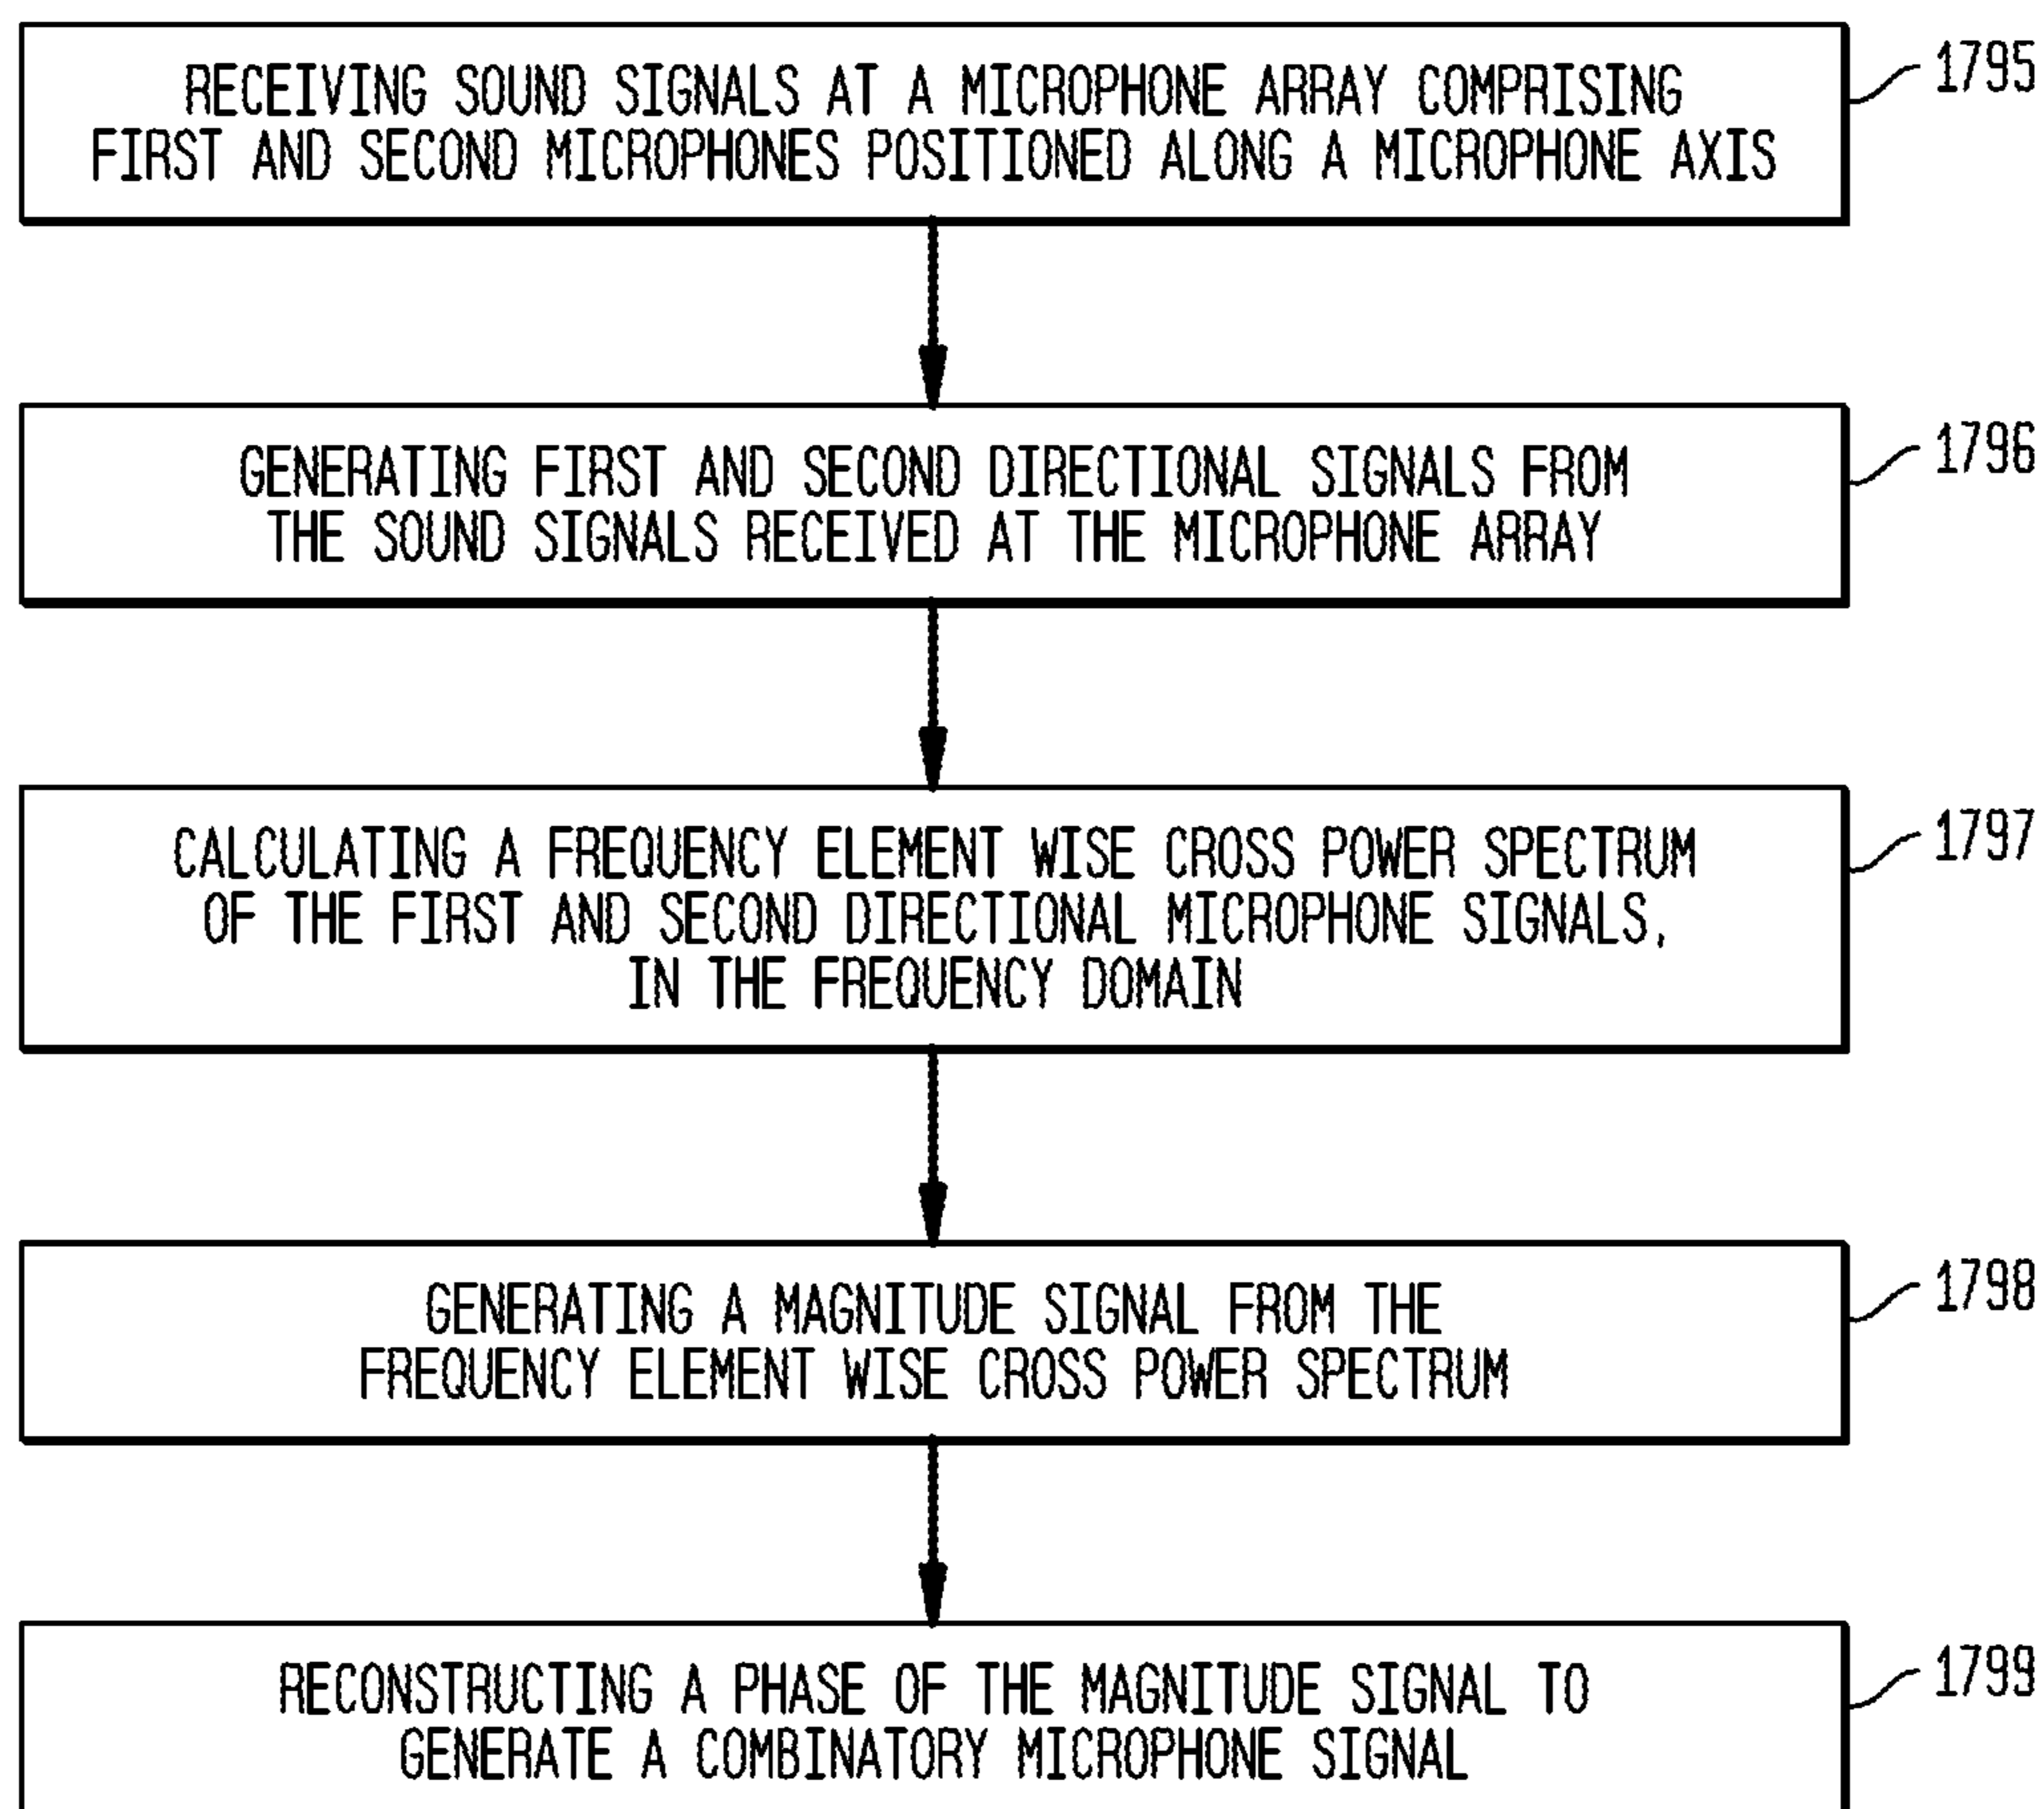 RECEIVING SOUND SIGNALS AT A MICROPHONE ARRAY COMPRISING
FIRST AND SECOND MICROPHONES POSITIONED ALONG A MICROPHONE AXIS
1795
GENERATING FIRST AND SECOND DIRECTIONAL SIGNALS FROM
THE SOUND SIGNALS RECEIVED AT THE MICROPHONE ARRAY
1796
CALCULATING A FREQUENCY ELEMENT WISE CROSS POWER SPECTRUM
OF THE FIRST AND SECOND DIRECTIONAL MICROPHONE SIGNALS,
IN THE FREQUENCY DOMAIN
1797
GENERATING A MAGNITUDE SIGNAL FROM THE
FREQUENCY ELEMENT WISE CROSS POWER SPECTRUM
1798
RECONSTRUCTING A PHASE OF THE MAGNITUDE SIGNAL TO
GENERATE A COMBINATORY MICROPHONE SIGNAL
1799